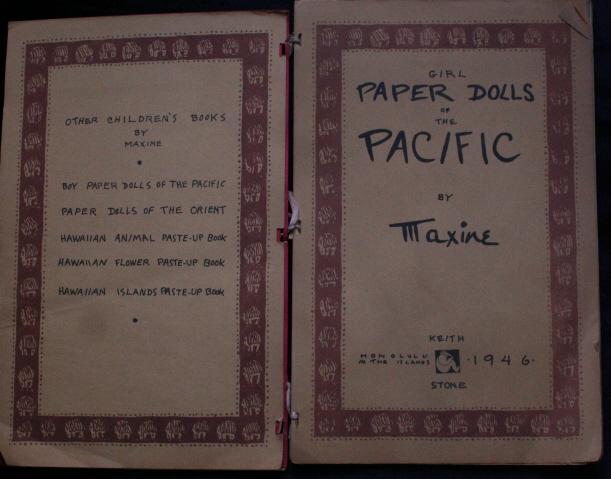 OTHER CHILDREN'S BOOKS
BY
MAXINE
BOY PAPER DOLLS OF THE PACIFIC
PAPER DOLLS OF THE ORIENT
HAWAIIAN ANIMAL PASTE-UP BOOK
HAWAIIAN FLOWER PASTE-UP BOOK
HAWAIIAN ISLANDS PASTE-UP BOOK
GIRL
PAPER DOLLS
OF
THE
PACIFIC
BY
Maxine
KEITH
HONOLULU
IN THE ISLANDS
·1946·
STONE